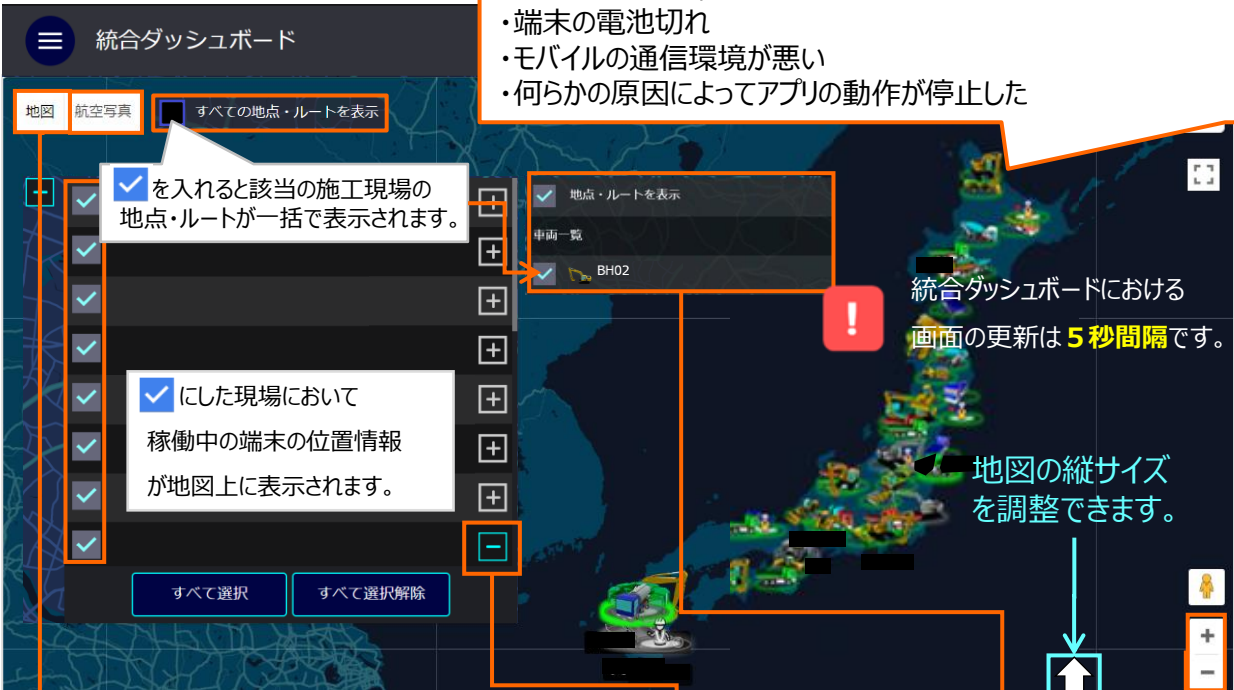 統合ダッシュボード
・端末の電池切れ
・モバイルの通信環境が悪い
・何らかの原因によってアプリの動作が停止した
地図
航空写真
すべての地点・ルートを表示
を入れると該当の施工現場の
地点・ルートが一括で表示されます。
地点・ルートを表示
車両一覧
BH02
統合ダッシュボードにおける
画面の更新は５秒間隔です。
にした現場において
稼働中の端末の位置情報
が地図上に表示されます。
地図の縦サイズ
を調整できます。
すべて選択
すべて選択解除